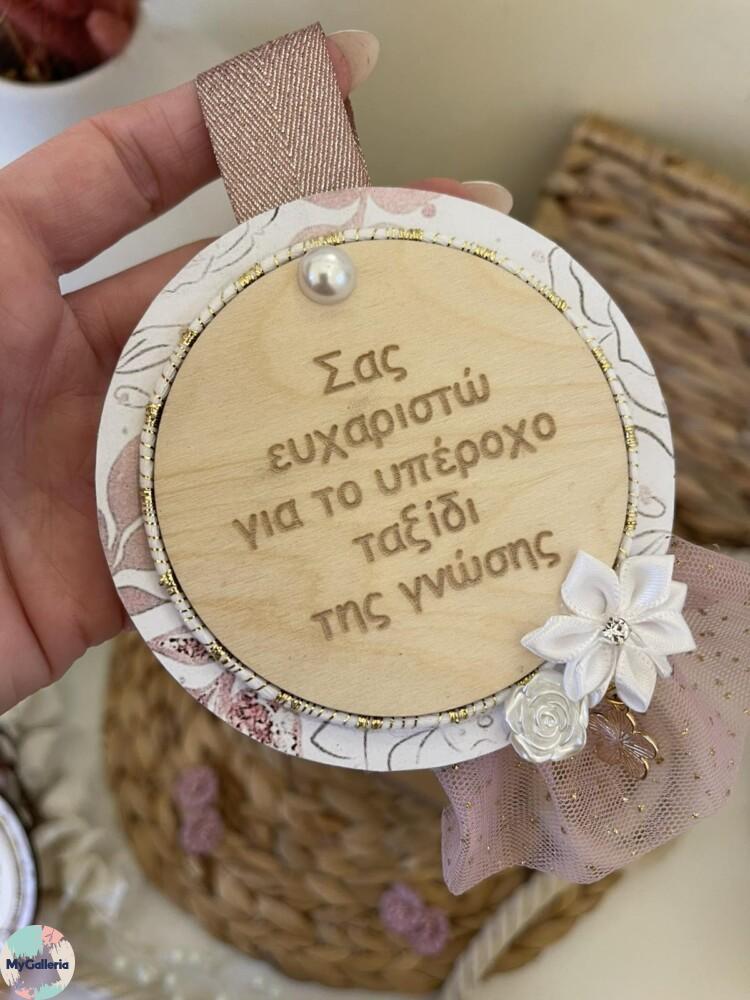 Σας
ευχαριστώ
για το υπέροχο
ταξίδι
της γνώσης
MyGalleria